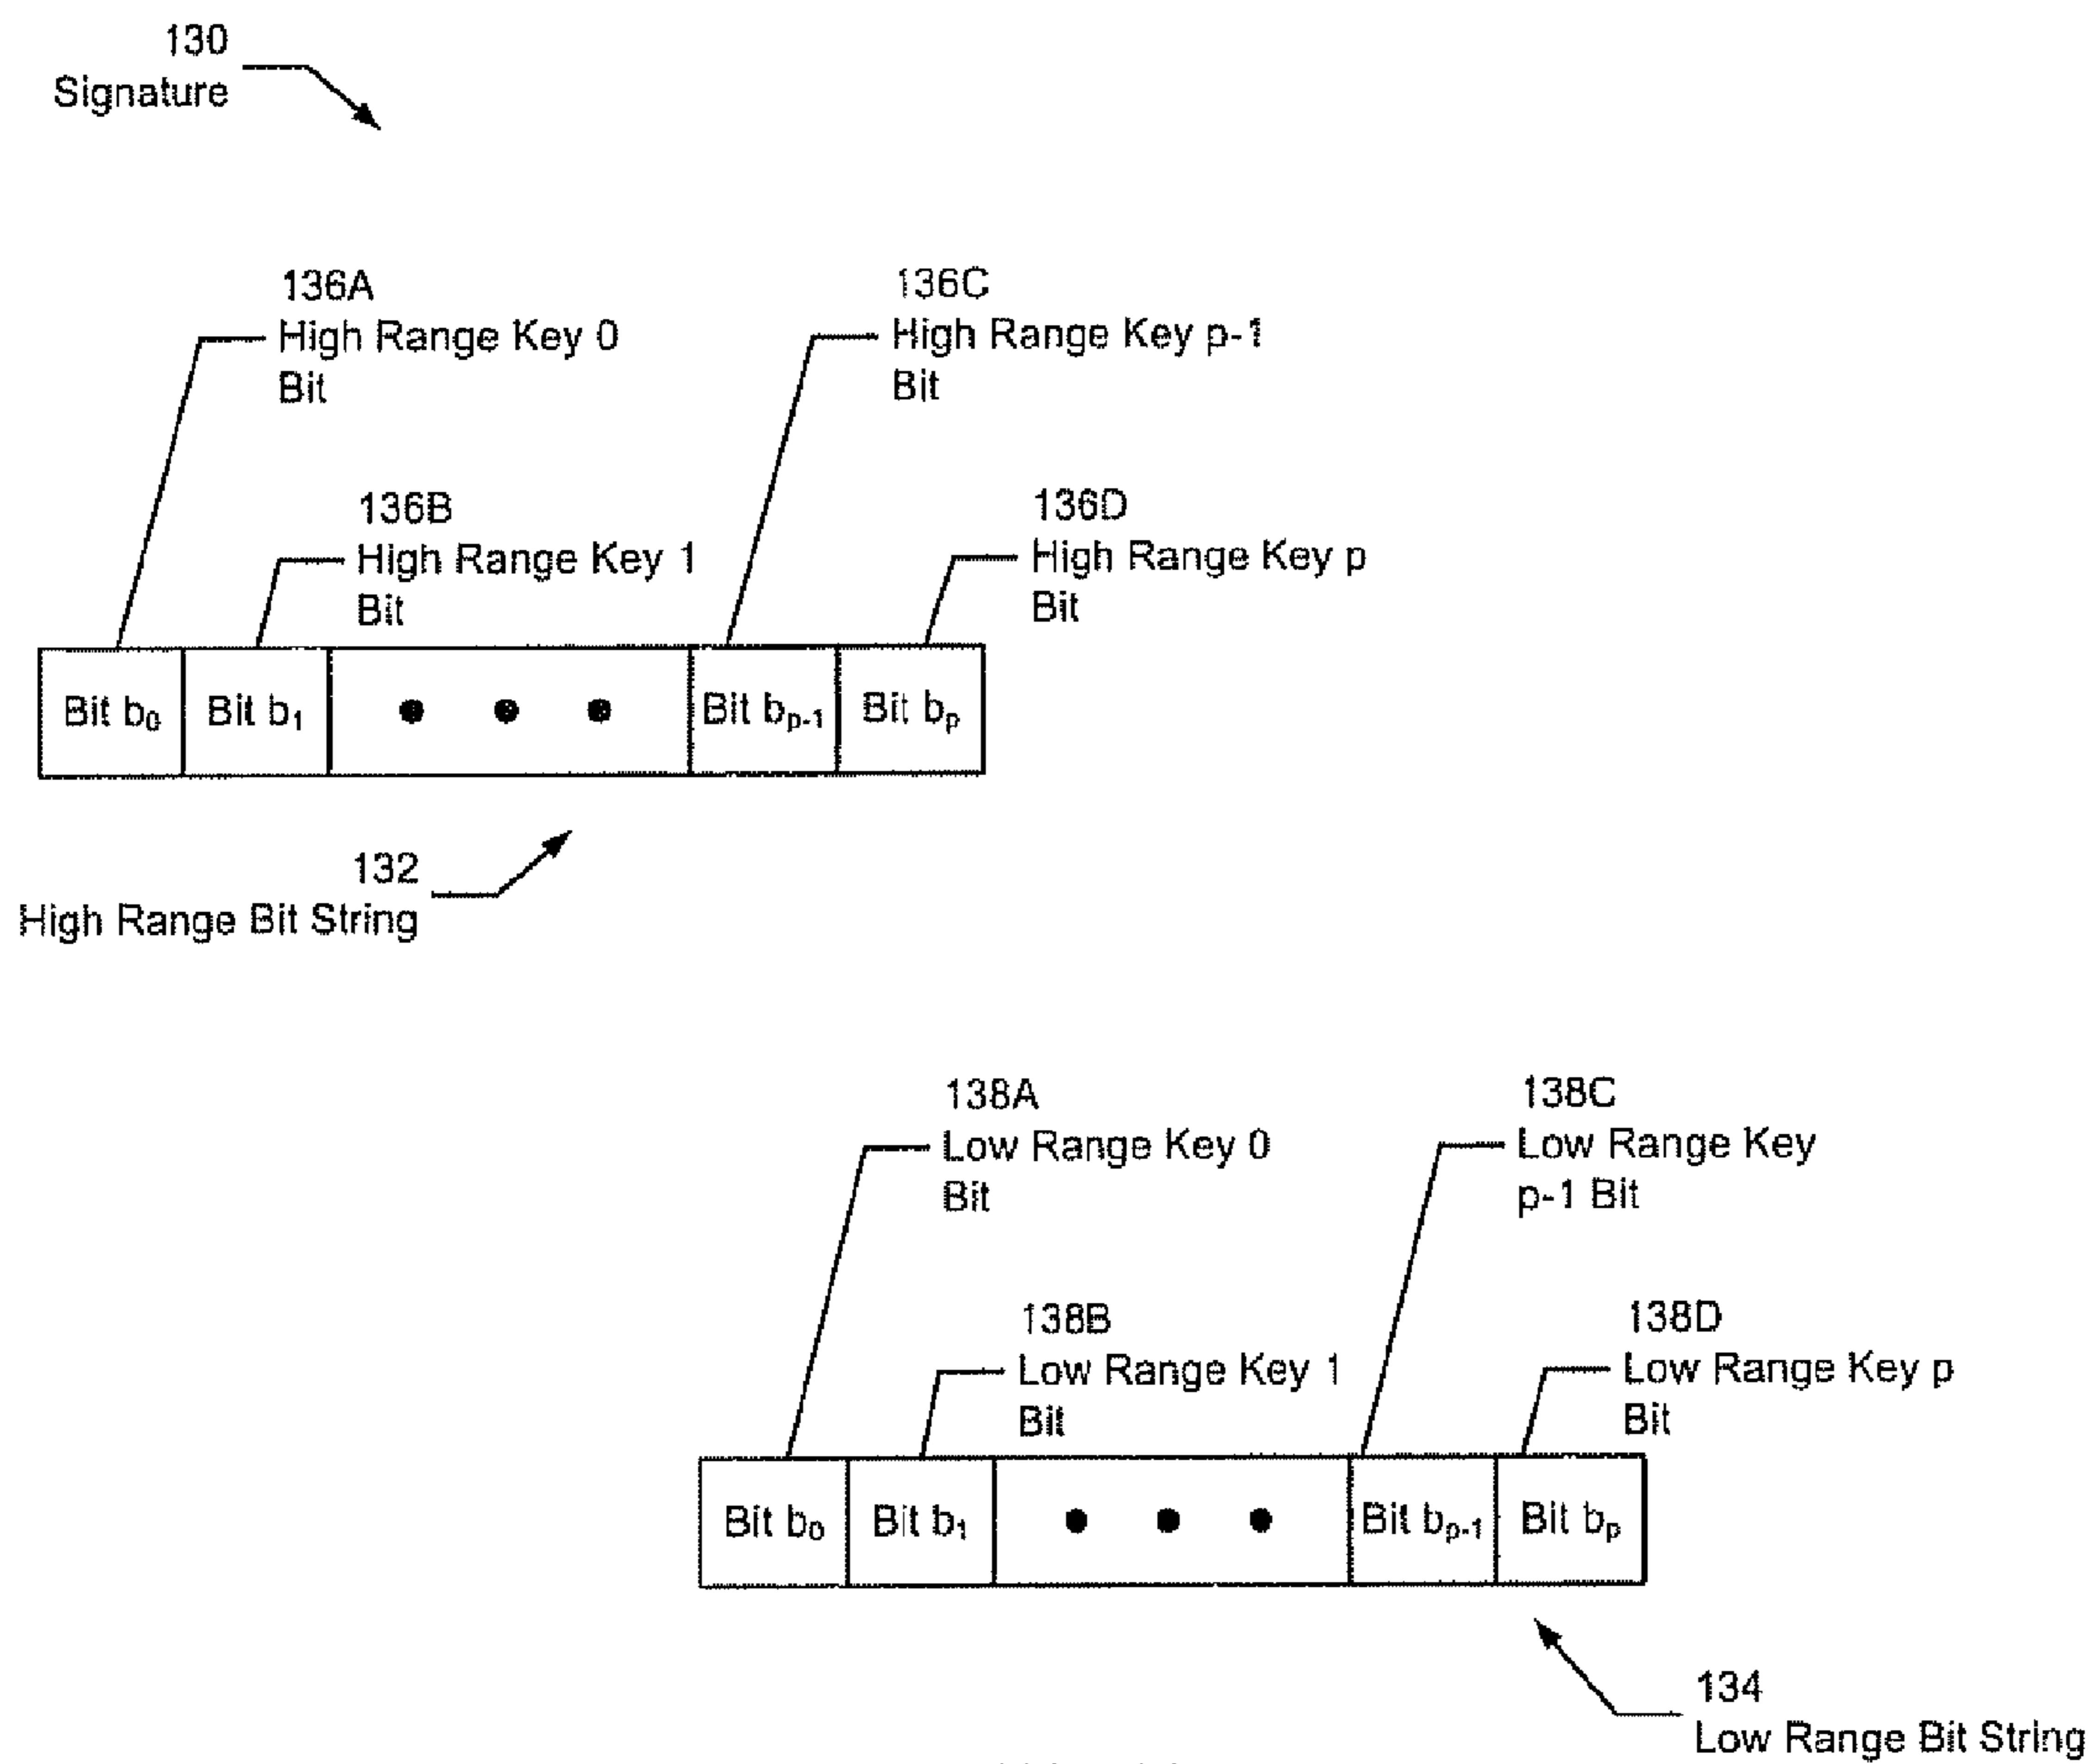 130
Signature
136A
High Range Key 0
Bit
136C
High Range Key p-1
Bit
136B
High Range Key 1
Bit
136D
High Range Key p
Bit
Bit b0 Bit b1 Bit bp-1 Bit bp
132
High Range Bit String
138A
Low Range Key 0
Bit
138C
Low Range Key
p-1 Bit
138B
Low Range Key 1
Bit
138D
Low Range Key p
Bit
Bit b0 Bit b1 Bit bp-1 Bit bp
134
Low Range Bit String